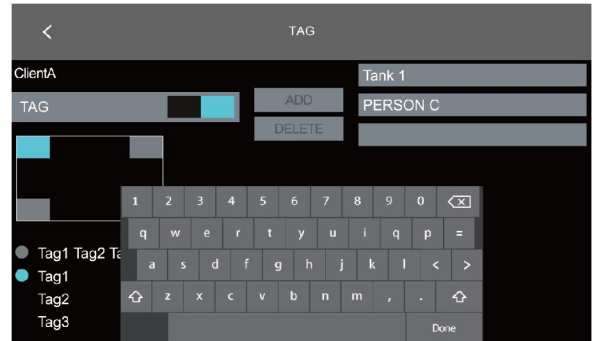 TAG
ClientA
Tank 1
TAG
ADD
PERSON C
DELETE
1 2 3 4 5 6 7 8 9 0
q w e r t y u i q p =
Tag1 Tag2 Ta
a s d f g h j k l < >
Tag1
z x c v b n m , .
Tag2
Tag3
Done